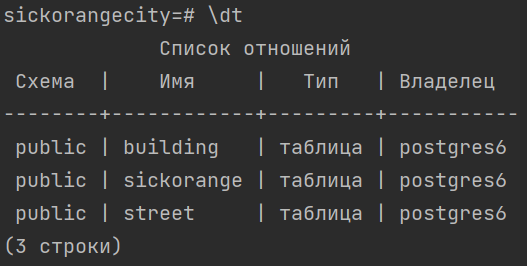 sickorangecity=# \dt
Список отношений
Схема | Имя | Тип | Владелец
--------+------------+---------+-----------
public | building | таблица | postgres6
public | sickorange | таблица | postgres6
public | street | таблица | postgres6
(3 строки)